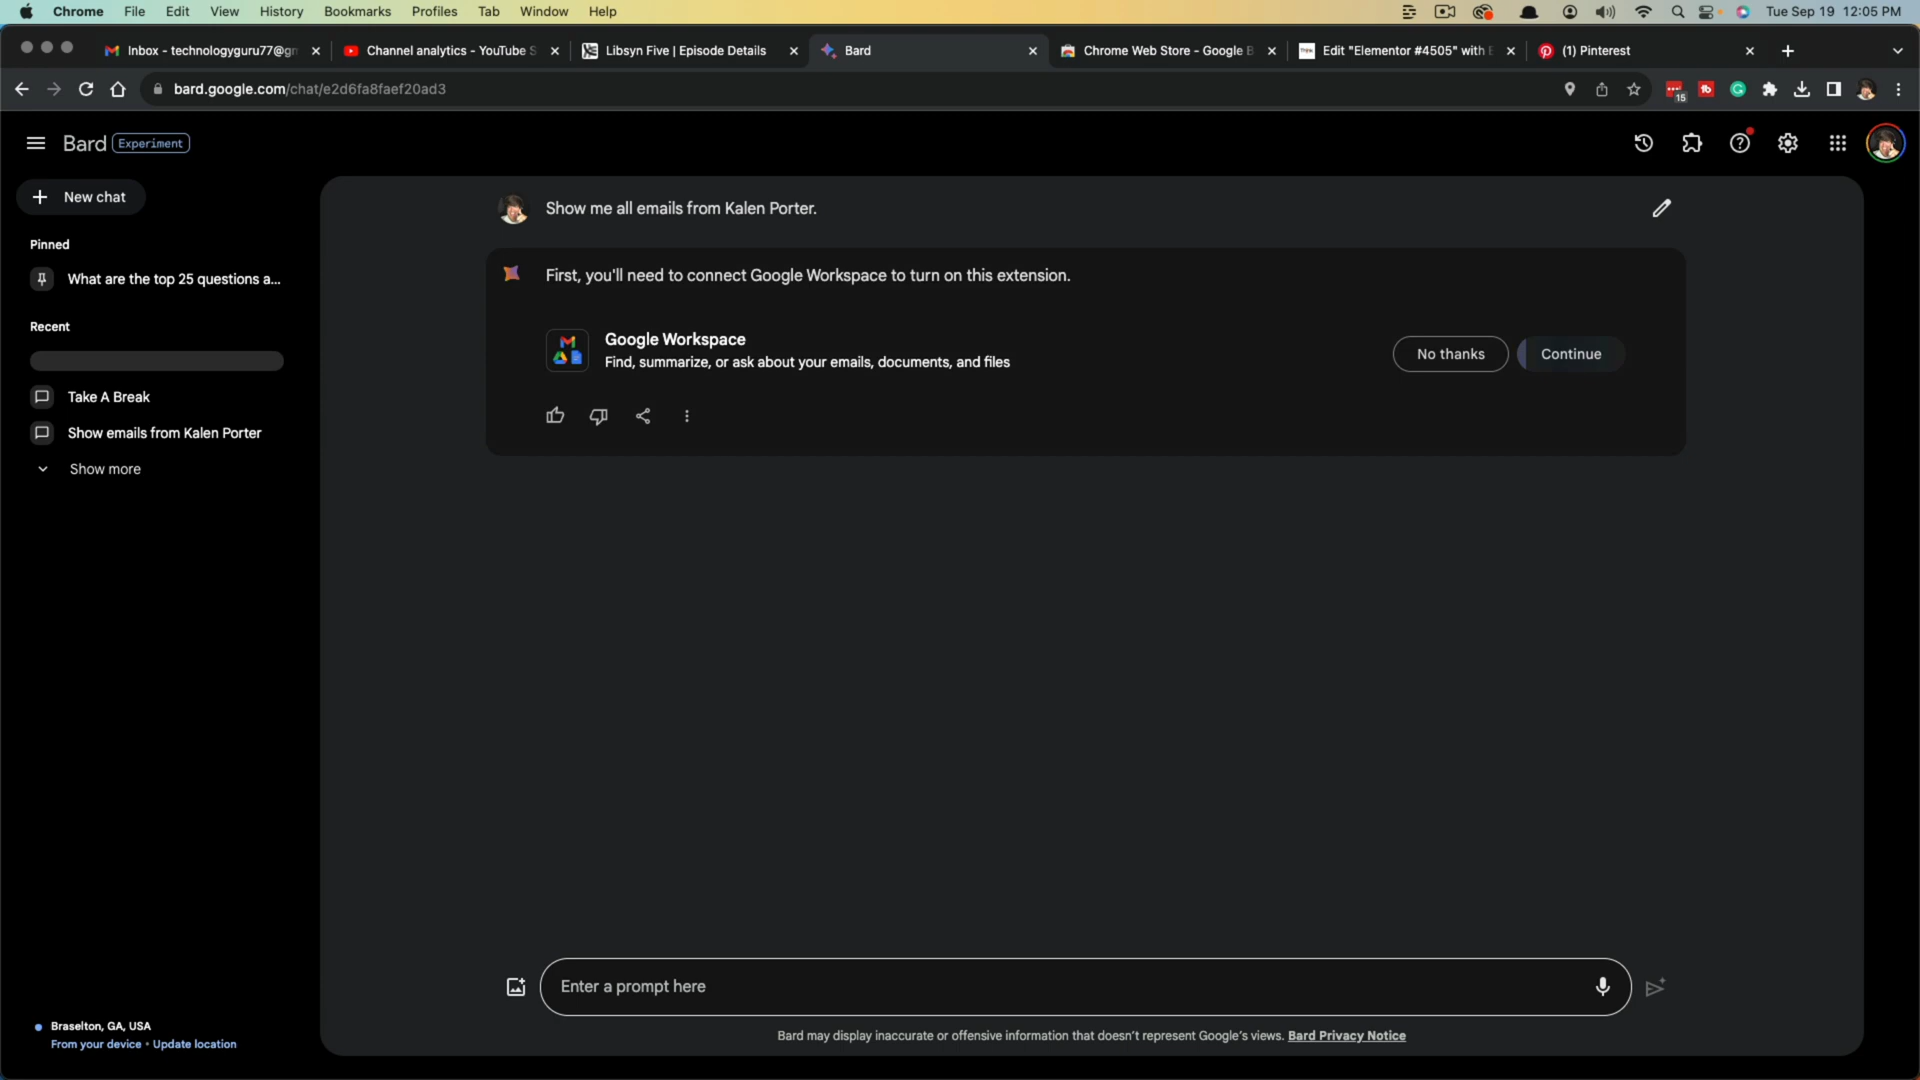 Chrome File Edit View History Bookmarks Profiles Tab Window Help Tue Sep 19 12:05 PM
Inbox - technologyguru77@gm Channel analytics - YouTube S Libsyn Five | Episode Details Bard Chrome Web Store - Google B Edit "Elementor #4505" with E (1) Pinterest
bard.google.com/chat/e2d6fa8faef20ad3 15
Bard Experiment
New chat
Show me all emails from Kalen Porter.
Pinned
What are the top 25 questions a...
First, you'll need to connect Google Workspace to turn on this extension.
Recent
Google Workspace
Find, summarize, or ask about your emails, documents, and files
No thanks Continue
Take A Break
Show emails from Kalen Porter
Show more
Enter a prompt here
Bard may display inaccurate or offensive information that doesn't represent Google's views. Bard Privacy Notice
Braselton, GA, USA
From your device • Update location